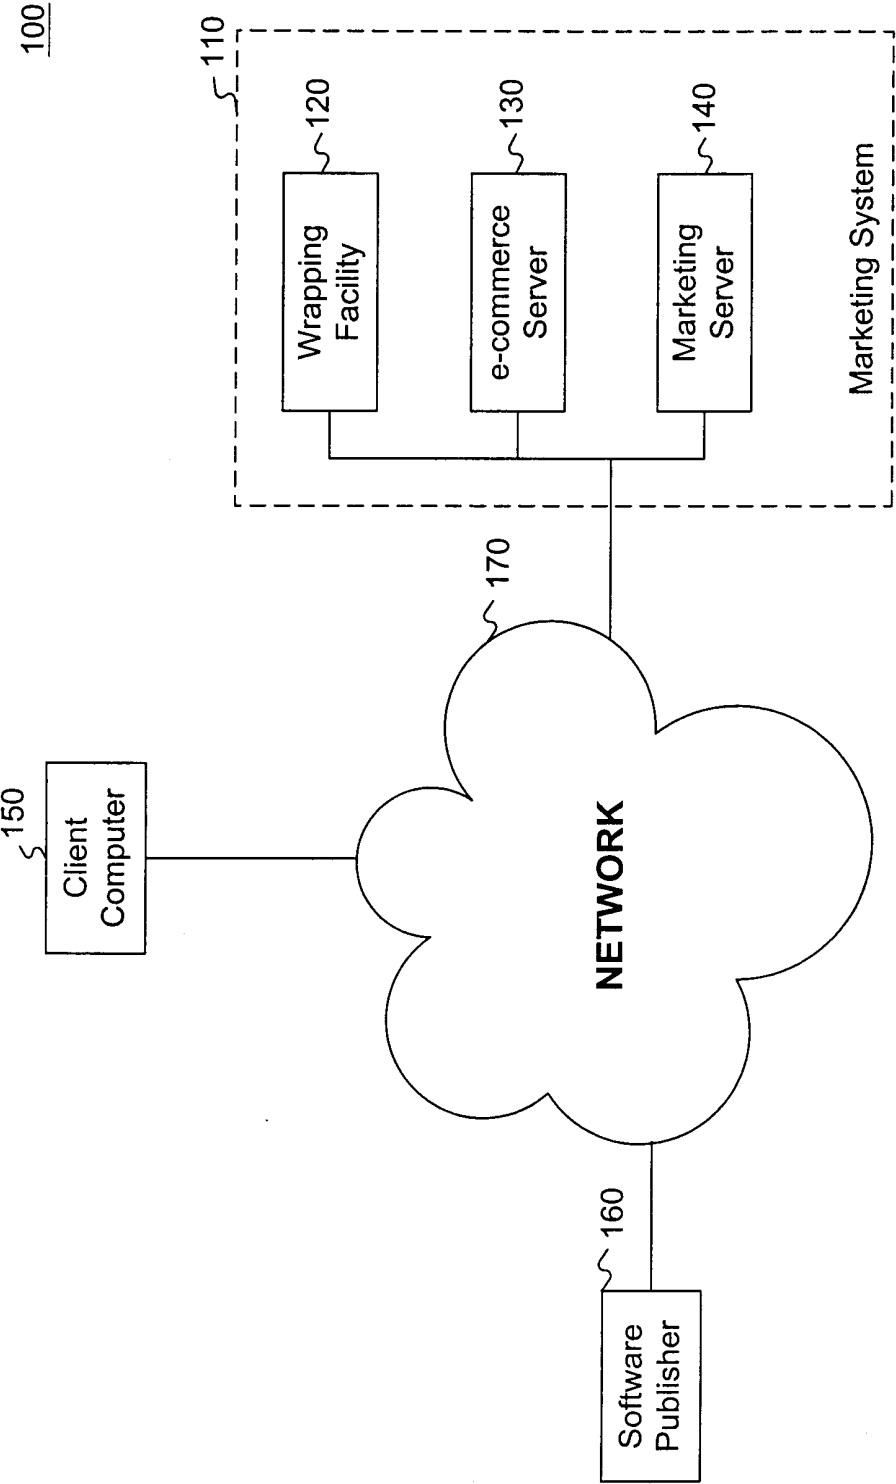 100
110
Wrapping
Facility
120
e-commerce
Server
130
Marketing
Server
140
Marketing System
150
Client
Computer
170
NETWORK
160
Software
Publisher